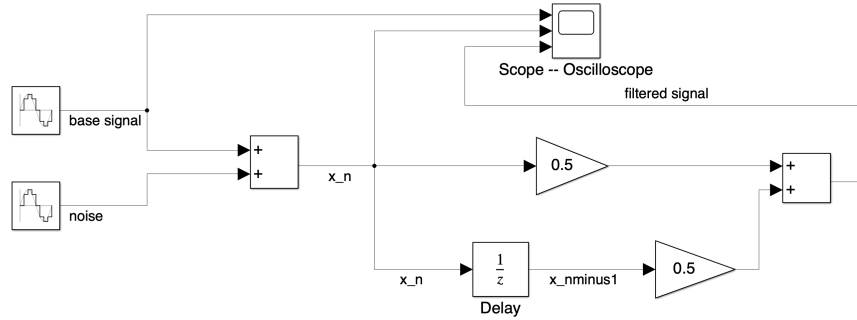 Scope -- Oscilloscope
filtered signal
base signal
+
+
x_n
0.5
+
+
noise
x_n
1
z
x_nminus1
0.5
Delay